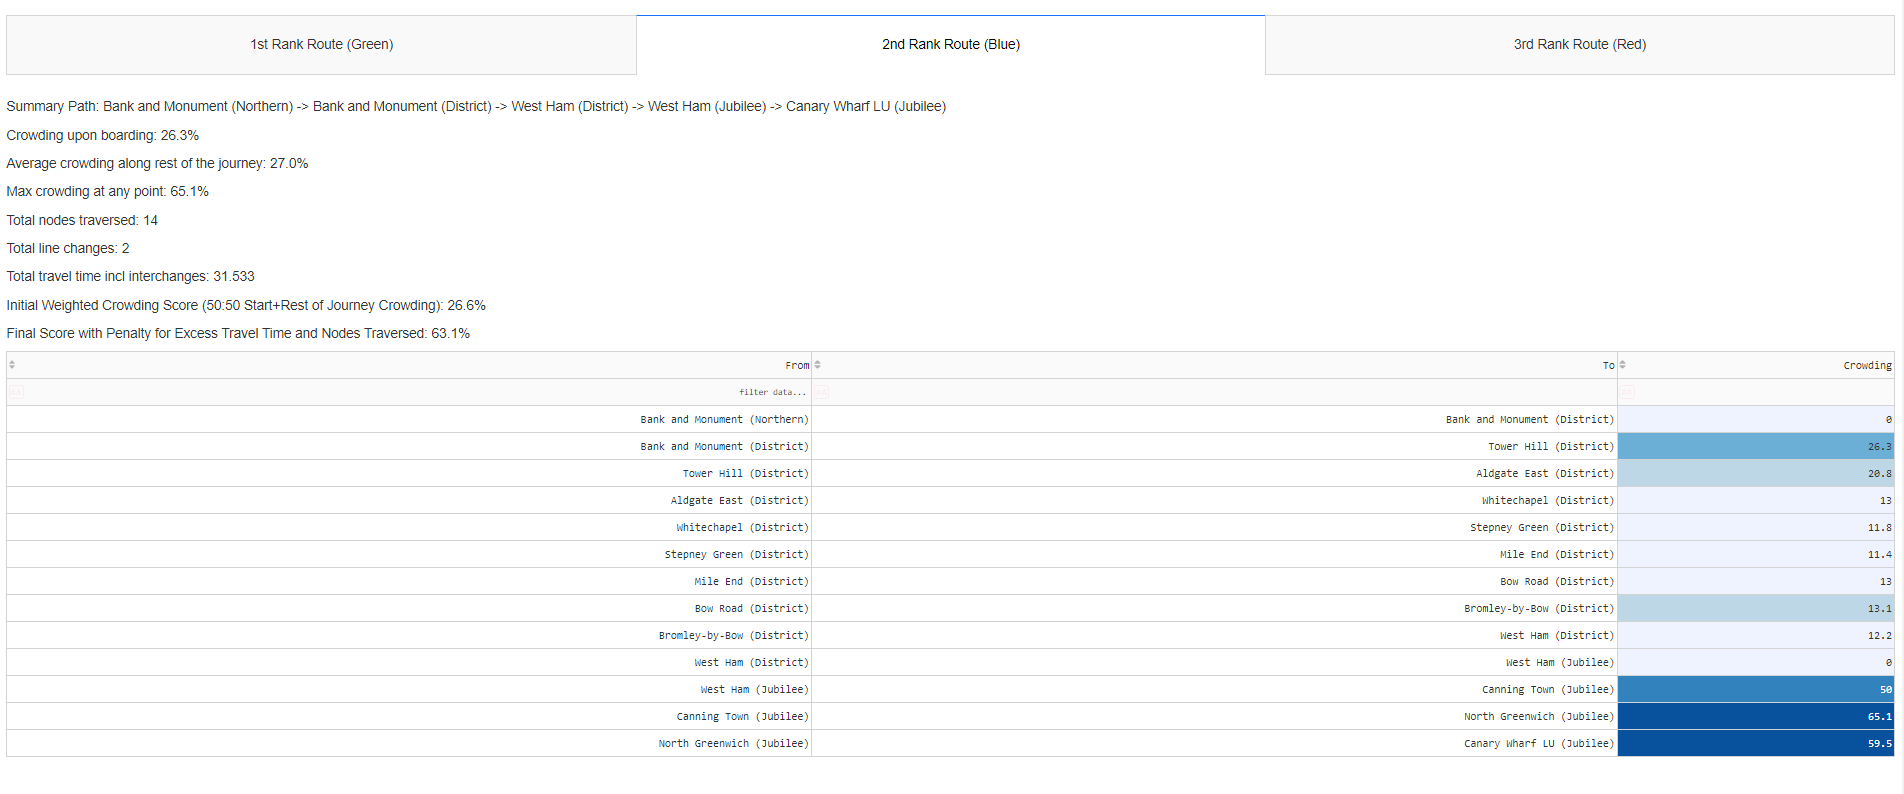 1st Rank Route (Green) 2nd Rank Route (Blue) 3rd Rank Route (Red)
Summary Path: Bank and Monument (Northern) -> Bank and Monument (District) -> West Ham (District) -> West Ham (Jubilee) -> Canary Wharf LU (Jubilee)
Crowding upon boarding: 26.3%
Average crowding along rest of the journey: 27.0%
Max crowding at any point: 65.1%
Total nodes traversed: 14
Total line changes: 2
Total travel time incl interchanges: 31.533
Initial Weighted Crowding Score (50:50 Start+Rest of Journey Crowding): 26.6%
Final Score with Penalty for Excess Travel Time and Nodes Traversed: 63.1%
From To Crowding
Aa filter data... Aa Aa
Bank and Monument (Northern) Bank and Monument (District) 0
Bank and Monument (District) Tower Hill (District) 26.3
Tower Hill (District) Aldgate East (District) 20.8
Aldgate East (District) Whitechapel (District) 13
Whitechapel (District) Stepney Green (District) 11.8
Stepney Green (District) Mile End (District) 11.4
Mile End (District) Bow Road (District) 13
Bow Road (District) Bromley-by-Bow (District) 13.1
Bromley-by-Bow (District) West Ham (District) 12.2
West Ham (District) West Ham (Jubilee) 0
West Ham (Jubilee) Canning Town (Jubilee) 50
Canning Town (Jubilee) North Greenwich (Jubilee) 65.1
North Greenwich (Jubilee) Canary Wharf LU (Jubilee) 59.5